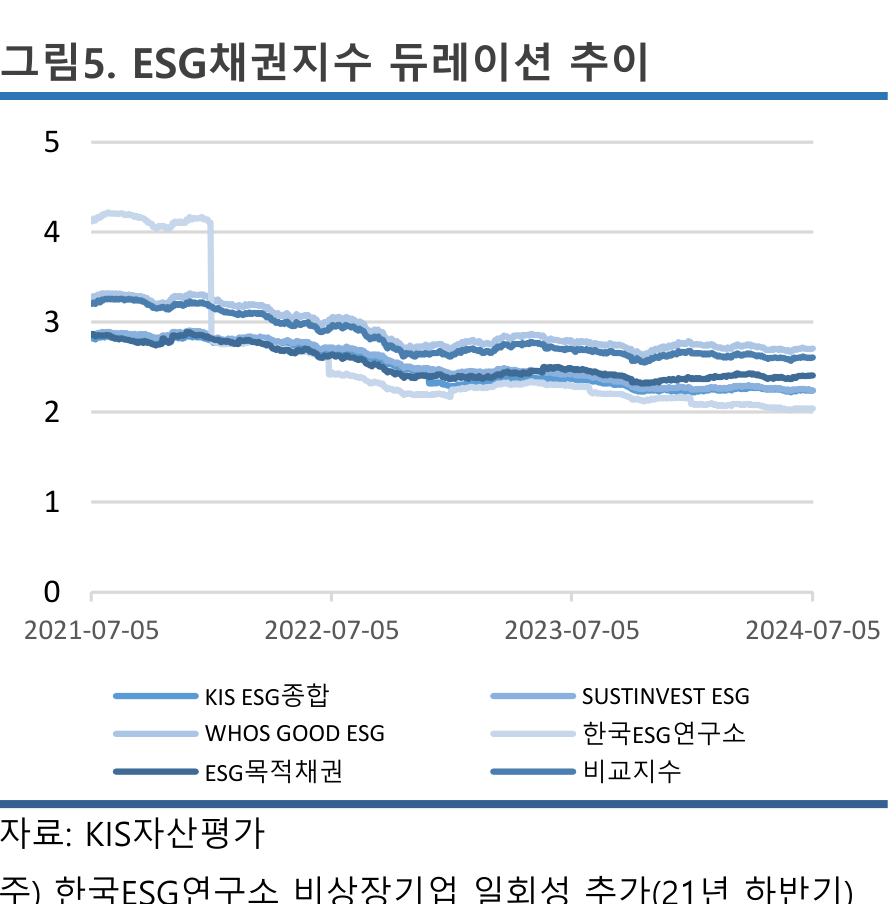 그림5. ESG채권지수 듀레이션 추이
5
4
3
2
1
0
2021-07-05 2022-07-05 2023-07-05 2024-07-05
KIS ESG종합 SUSTINVEST ESG
WHOS GOOD ESG 한국ESG연구소
ESG목적채권 비교지수
자료: KIS자산평가
주) 한국ESG연구소 비상장기업 일회성 추가(21년 하반기)